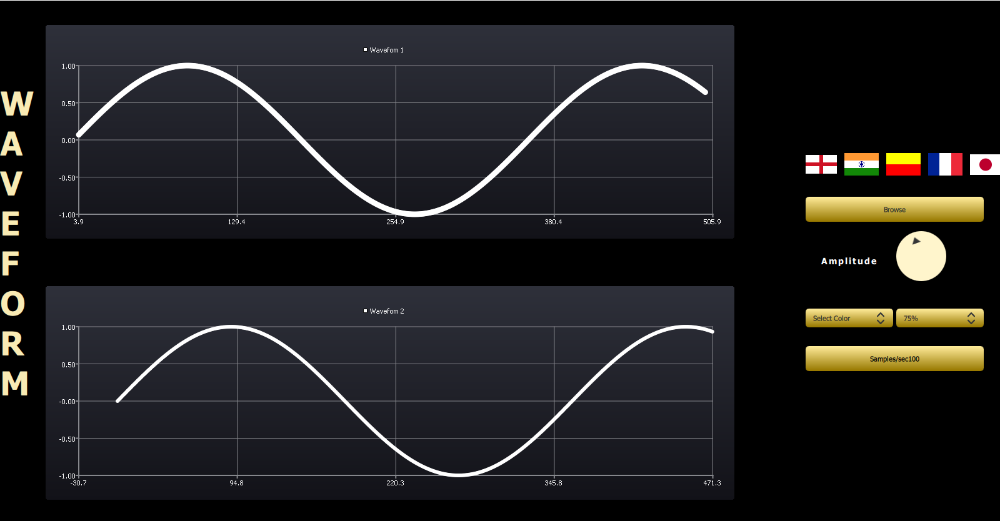 WAVEFORM
Wavefom 1
1.00
0.50
0.00
-0.50
-1.00
3.9 129.4 254.9 380.4 505.9
Wavefom 2
1.00
0.50
-0.00
-0.50
-1.00
-30.7 94.8 220.3 345.8 471.3
Browse
Amplitude
Select Color 75%
Samples/sec100